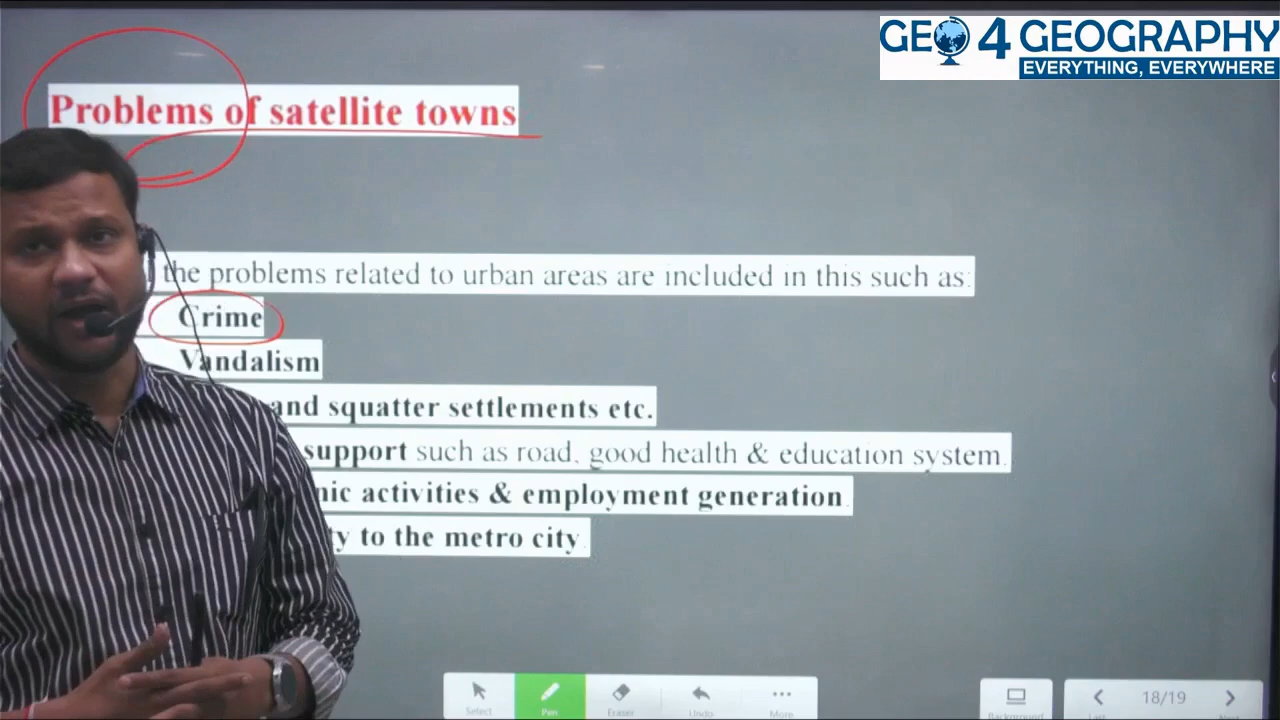 GEO 4 GEOGRAPHY
EVERYTHING, EVERYWHERE
Problems of satellite towns
the problems related to urban areas are included in this such as:
Crime
Vandalism
and squatter settlements etc.
support such as road, good health & education system.
activities & employment generation.
to the metro city.
Select
Pen
Eraser
Undo
More
Background
18/19